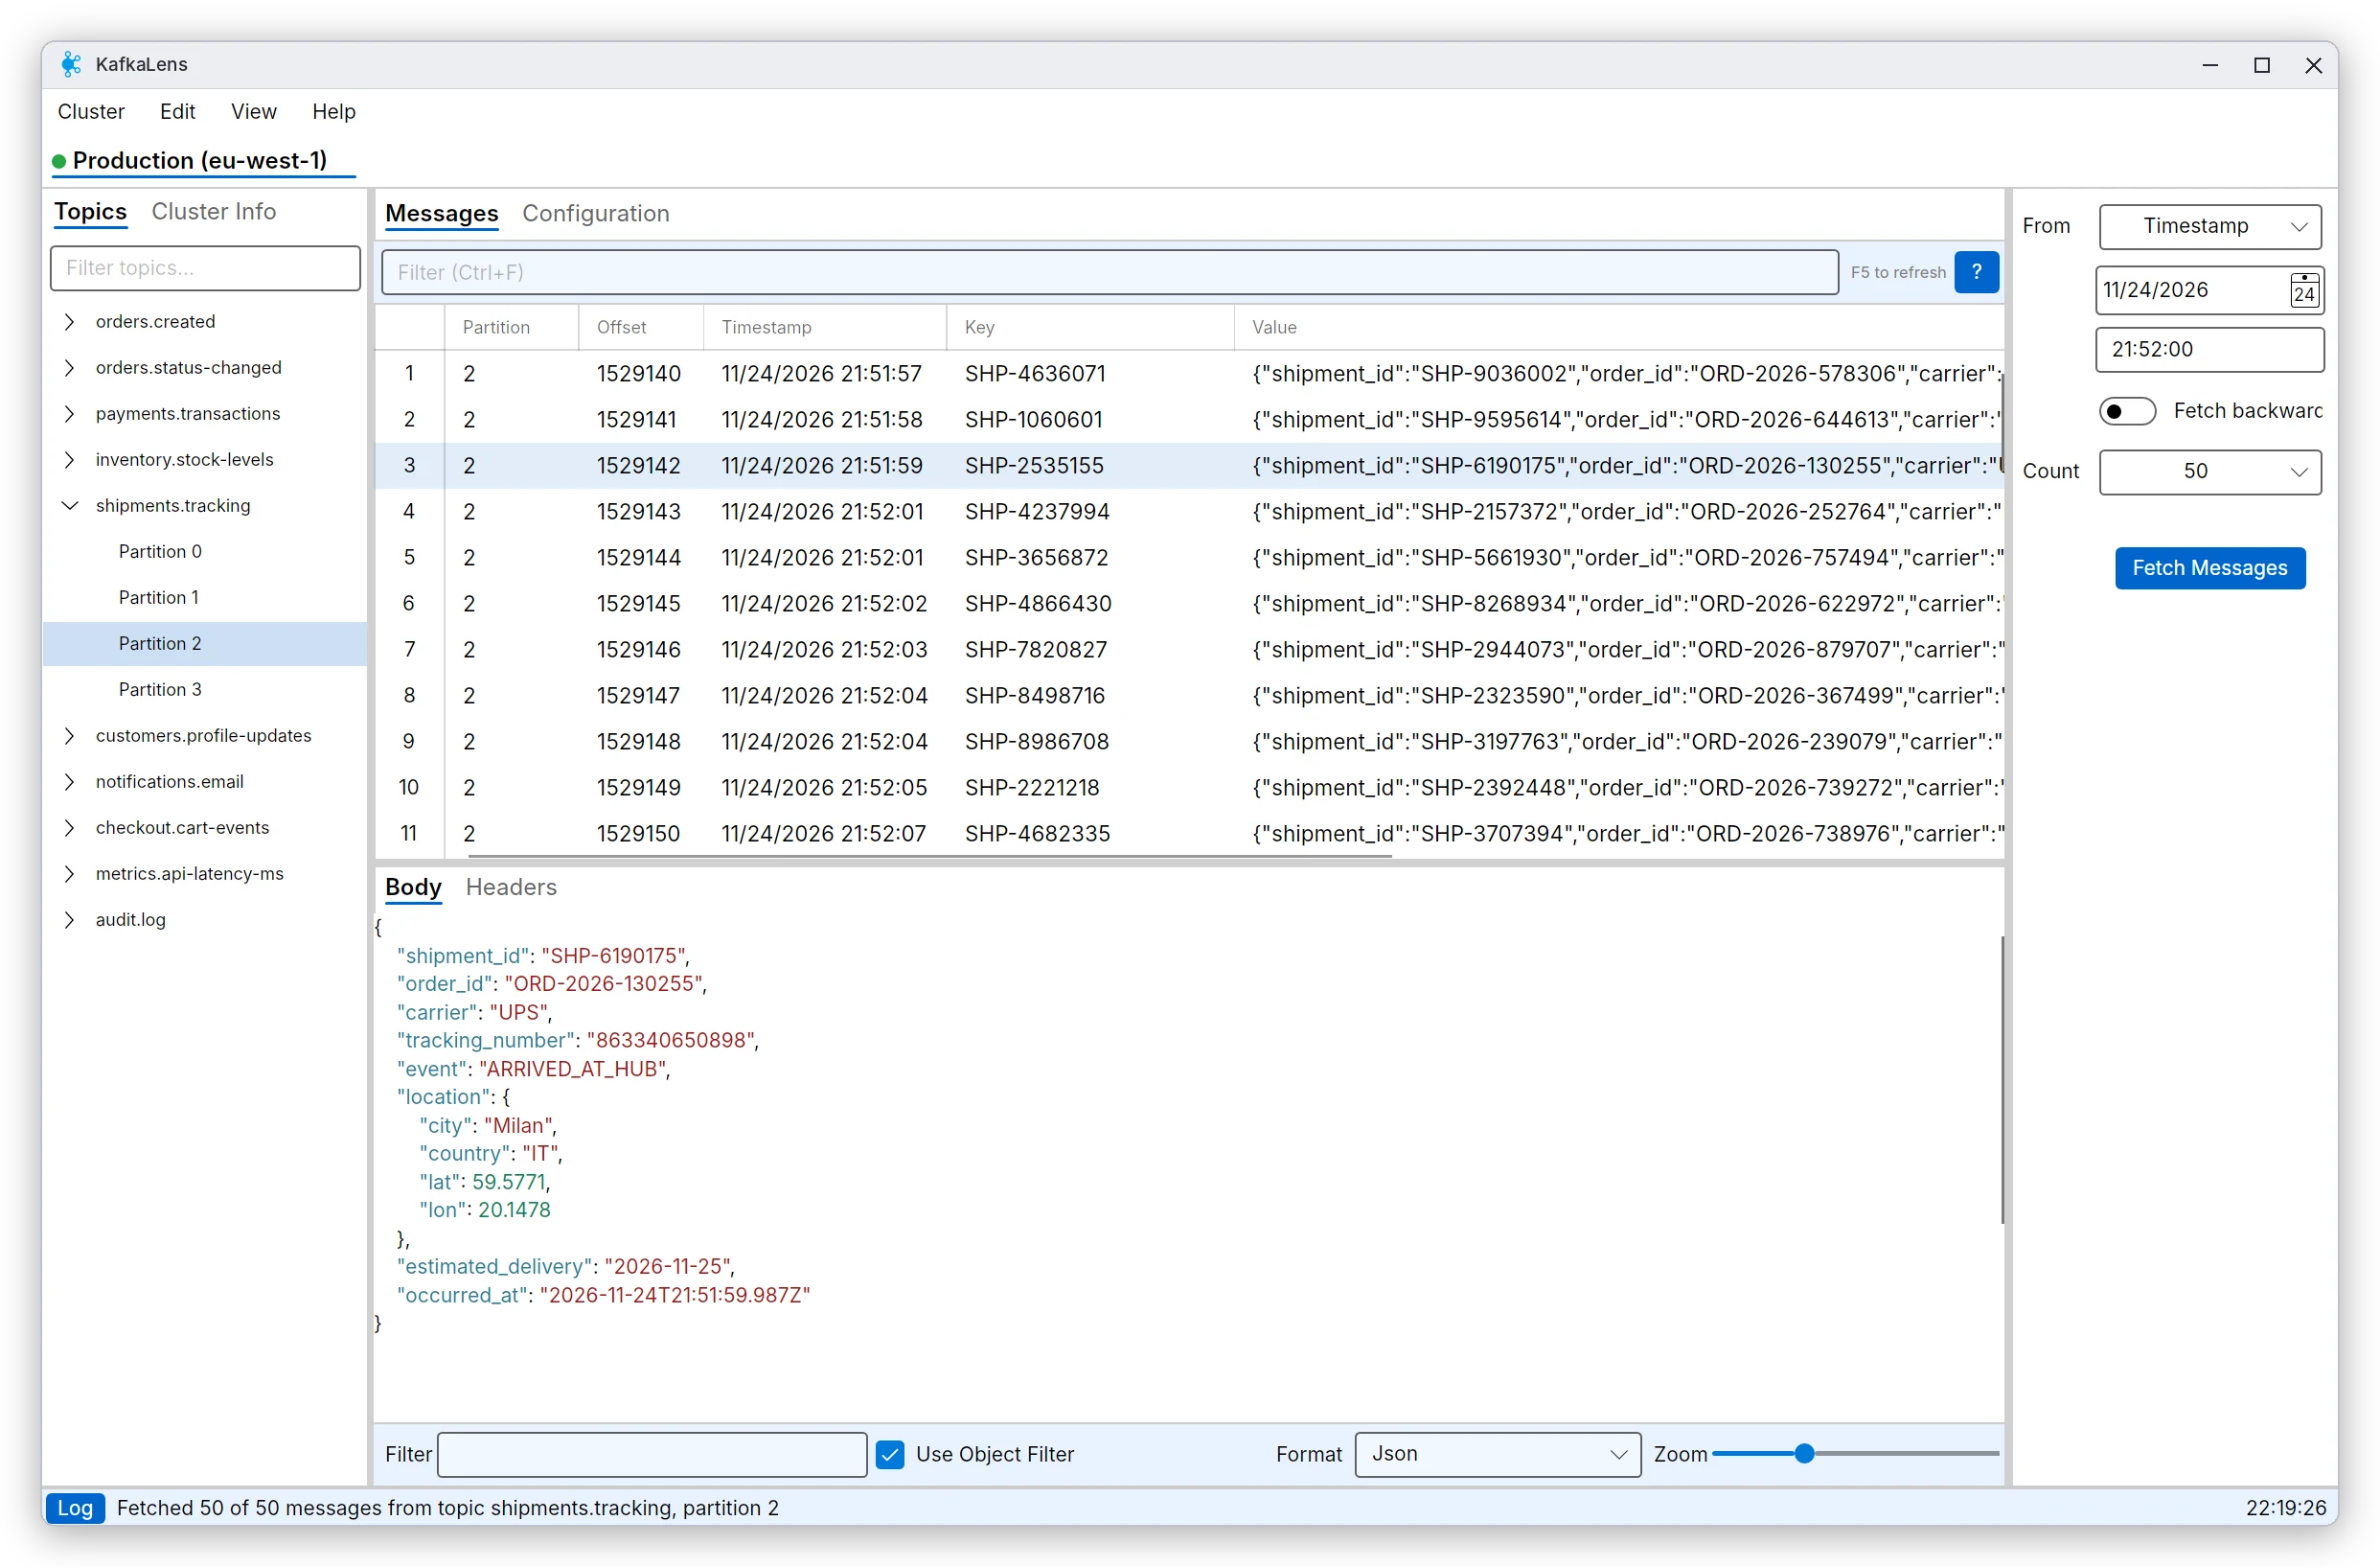 KafkaLens
Cluster Edit View Help
Production (eu-west-1)
Topics Cluster Info
Filter topics...
orders.created
orders.status-changed
payments.transactions
inventory.stock-levels
shipments.tracking
Partition 0
Partition 1
Partition 2
Partition 3
customers.profile-updates
notifications.email
checkout.cart-events
metrics.api-latency-ms
audit.log
Messages Configuration
Filter (Ctrl+F) F5 to refresh ?
Partition Offset Timestamp Key Value
1 2 1529140 11/24/2026 21:51:57 SHP-4636071 {"shipment_id":"SHP-9036002","order_id":"ORD-2026-578306","carrier":
2 2 1529141 11/24/2026 21:51:58 SHP-1060601 {"shipment_id":"SHP-9595614","order_id":"ORD-2026-644613","carrier":"
3 2 1529142 11/24/2026 21:51:59 SHP-2535155 {"shipment_id":"SHP-6190175","order_id":"ORD-2026-130255","carrier":"U
4 2 1529143 11/24/2026 21:52:01 SHP-4237994 {"shipment_id":"SHP-2157372","order_id":"ORD-2026-252764","carrier":"
5 2 1529144 11/24/2026 21:52:01 SHP-3656872 {"shipment_id":"SHP-5661930","order_id":"ORD-2026-757494","carrier":"
6 2 1529145 11/24/2026 21:52:02 SHP-4866430 {"shipment_id":"SHP-8268934","order_id":"ORD-2026-622972","carrier":"
7 2 1529146 11/24/2026 21:52:03 SHP-7820827 {"shipment_id":"SHP-2944073","order_id":"ORD-2026-879707","carrier":"
8 2 1529147 11/24/2026 21:52:04 SHP-8498716 {"shipment_id":"SHP-2323590","order_id":"ORD-2026-367499","carrier":"
9 2 1529148 11/24/2026 21:52:04 SHP-8986708 {"shipment_id":"SHP-3197763","order_id":"ORD-2026-239079","carrier":"
10 2 1529149 11/24/2026 21:52:05 SHP-2221218 {"shipment_id":"SHP-2392448","order_id":"ORD-2026-739272","carrier":"
11 2 1529150 11/24/2026 21:52:07 SHP-4682335 {"shipment_id":"SHP-3707394","order_id":"ORD-2026-738976","carrier":"
Body Headers
{
"shipment_id": "SHP-6190175",
"order_id": "ORD-2026-130255",
"carrier": "UPS",
"tracking_number": "863340650898",
"event": "ARRIVED_AT_HUB",
"location": {
"city": "Milan",
"country": "IT",
"lat": 59.5771,
"lon": 20.1478
},
"estimated_delivery": "2026-11-25",
"occurred_at": "2026-11-24T21:51:59.987Z"
}
Filter Use Object Filter Format Json Zoom
From Timestamp
11/24/2026 24
21:52:00
Fetch backward
Count 50
Fetch Messages
Log Fetched 50 of 50 messages from topic shipments.tracking, partition 2 22:19:26